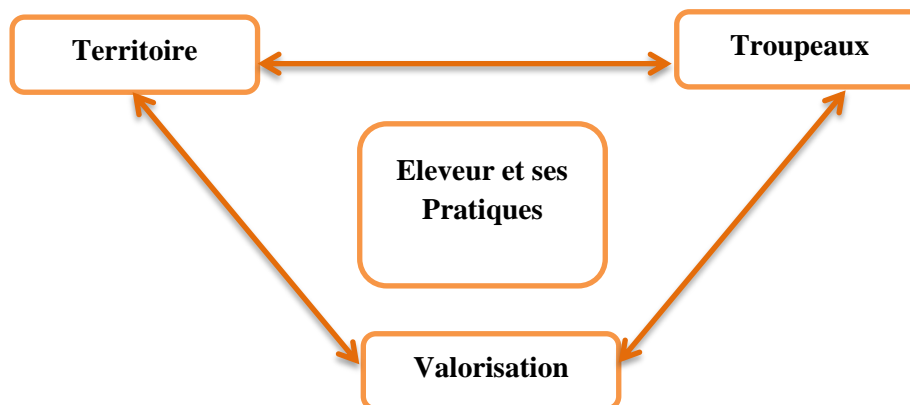 Territoire
Troupeaux
Eleveur et ses
Pratiques
Valorisation